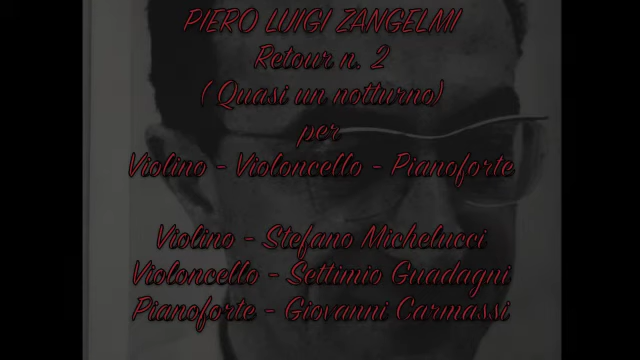 PIERO LUIGI ZANGELMI
Retour n. 2
( Quasi un notturno)
per
Violino - Violoncello - Pianoforte
Violino - Stefano Michelucci
Violoncello - Settimio Guadagni
Pianoforte - Giovanni Carmassi